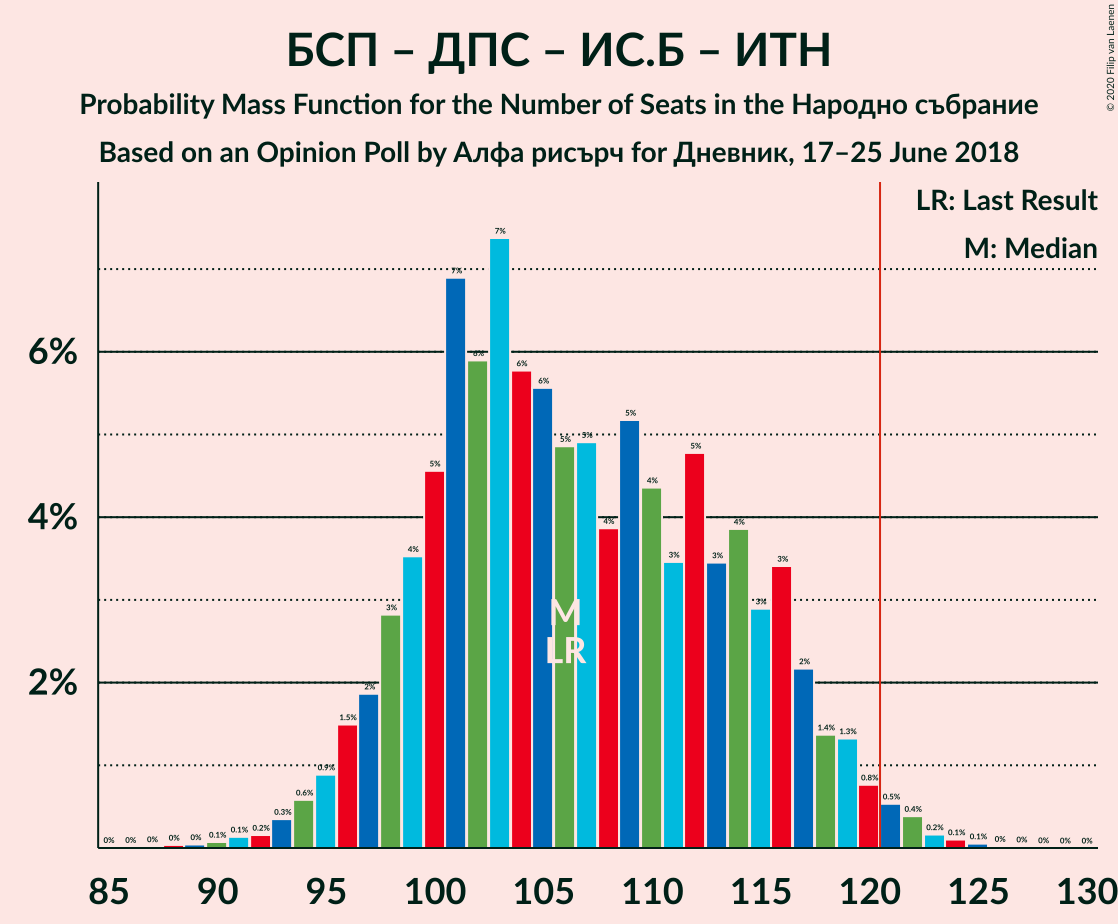 БСП – ДПС – ИС.Б – ИТН
Probability Mass Function for the Number of Seats in the Народно събрание
Based on an Opinion Poll by Алфа рисърч for Дневник, 17–25 June 2018
© 2020 Filip van Laenen
LR: Last Result
M: Median
6%
4%
2%
0% 0% 0% 0% 0% 0.1% 0.1% 0.2% 0.3% 0.6% 0.9% 1.5% 2% 3% 4% 5% 7% 6% 7% 6% 6% 5% 5% 4% 5% 4% 3% 5% 3% 4% 3% 3% 2% 1.4% 1.3% 0.8% 0.5% 0.4% 0.2% 0.1% 0.1% 0% 0% 0% 0% 0%
M
LR
85 90 95 100 105 110 115 120 125 130